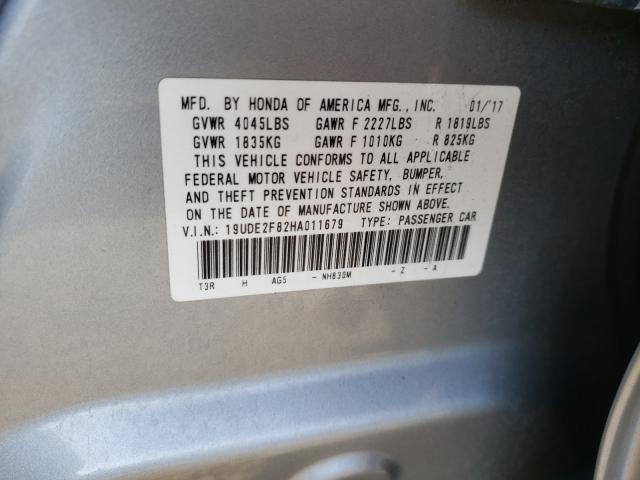 MFD. BY HONDA OF AMERICA MFG., INC. 01/'17
GVWR 4045LBS GAWR F 2227LBS R 1819LBS
GVWR 1835KG GAWR F 1010KG R 825KG
THIS VEHICLE CONFORMS TO ALL APPLICABLE
FEDERAL MOTOR VEHICLE SAFETY, BUMPER,
AND THEFT PREVENTION STANDARDS IN EFFECT
ON THE DATE OF MANUFACTURE SHOWN ABOVE.
V.I.N.: 19UDE2F82HA011679 TYPE: PASSENGER CAR
T3R H AG5 -NH830M -Z -A